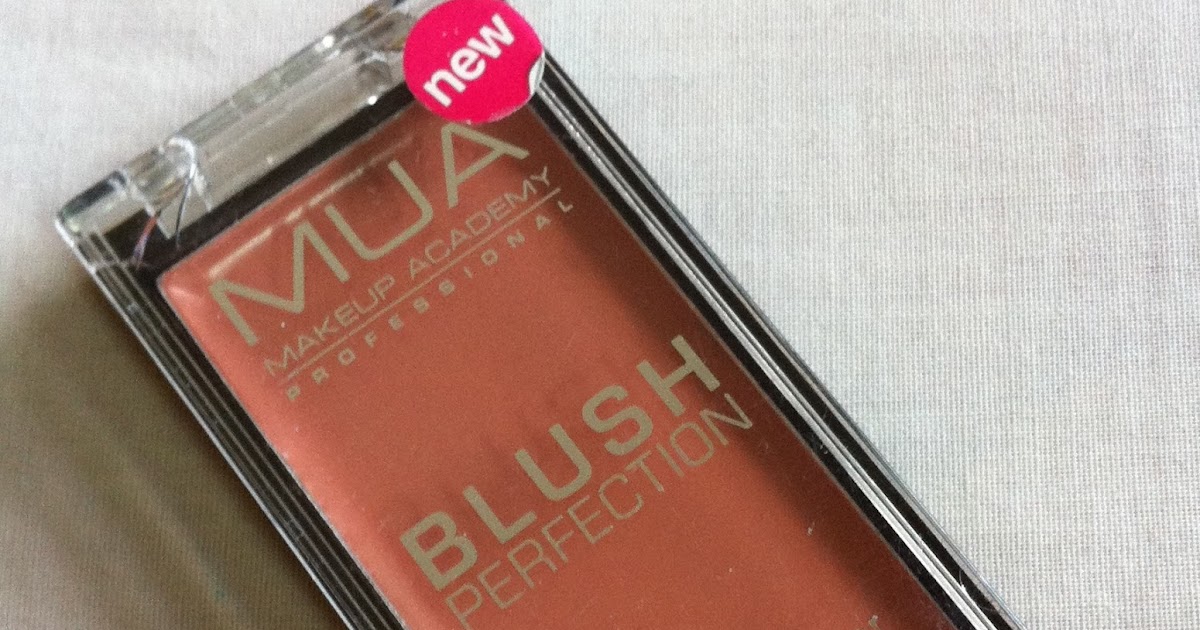 new
MUA
MAKEUP ACADEMY
PROFESSIONAL
BLUSH
PERFECTION